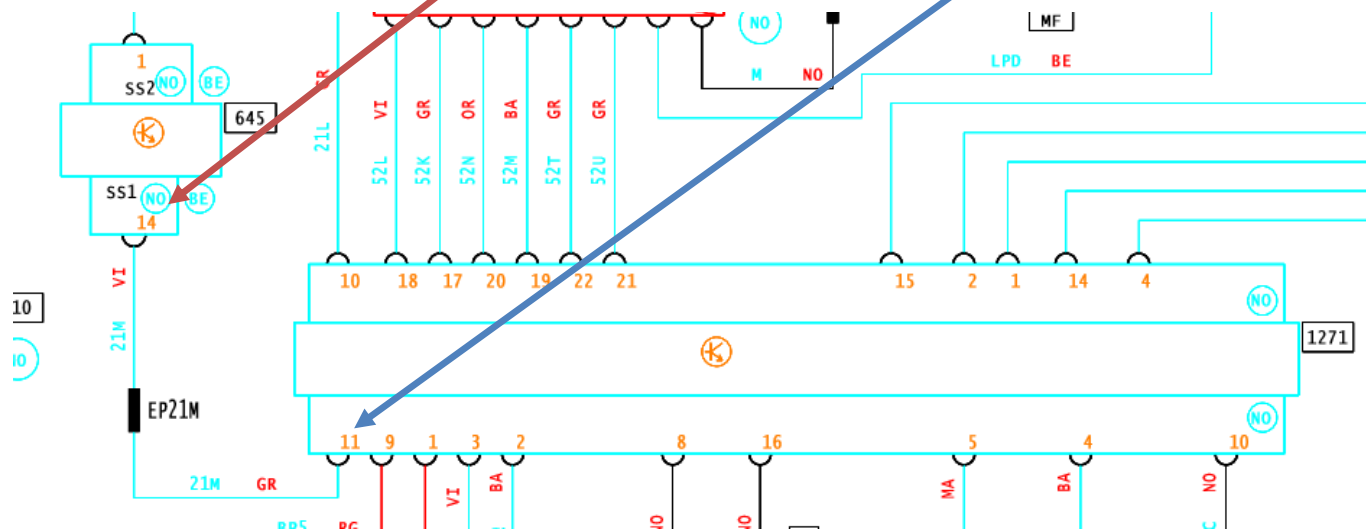 NO
MF
1
SS2
NO
BE
645
M
NO
LPD
BE
21L
VI
GR
OR
BA
GR
GR
52L
52K
52N
52M
52T
52U
SS1
NO
BE
14
10
18
17
20
19
22
21
15
2
1
14
4
NO
VI
21M
10
1271
EP21M
NO
11
9
1
3
2
8
16
5
4
10
21M
GR
VI
BA
NO
NO
MA
BA
NO